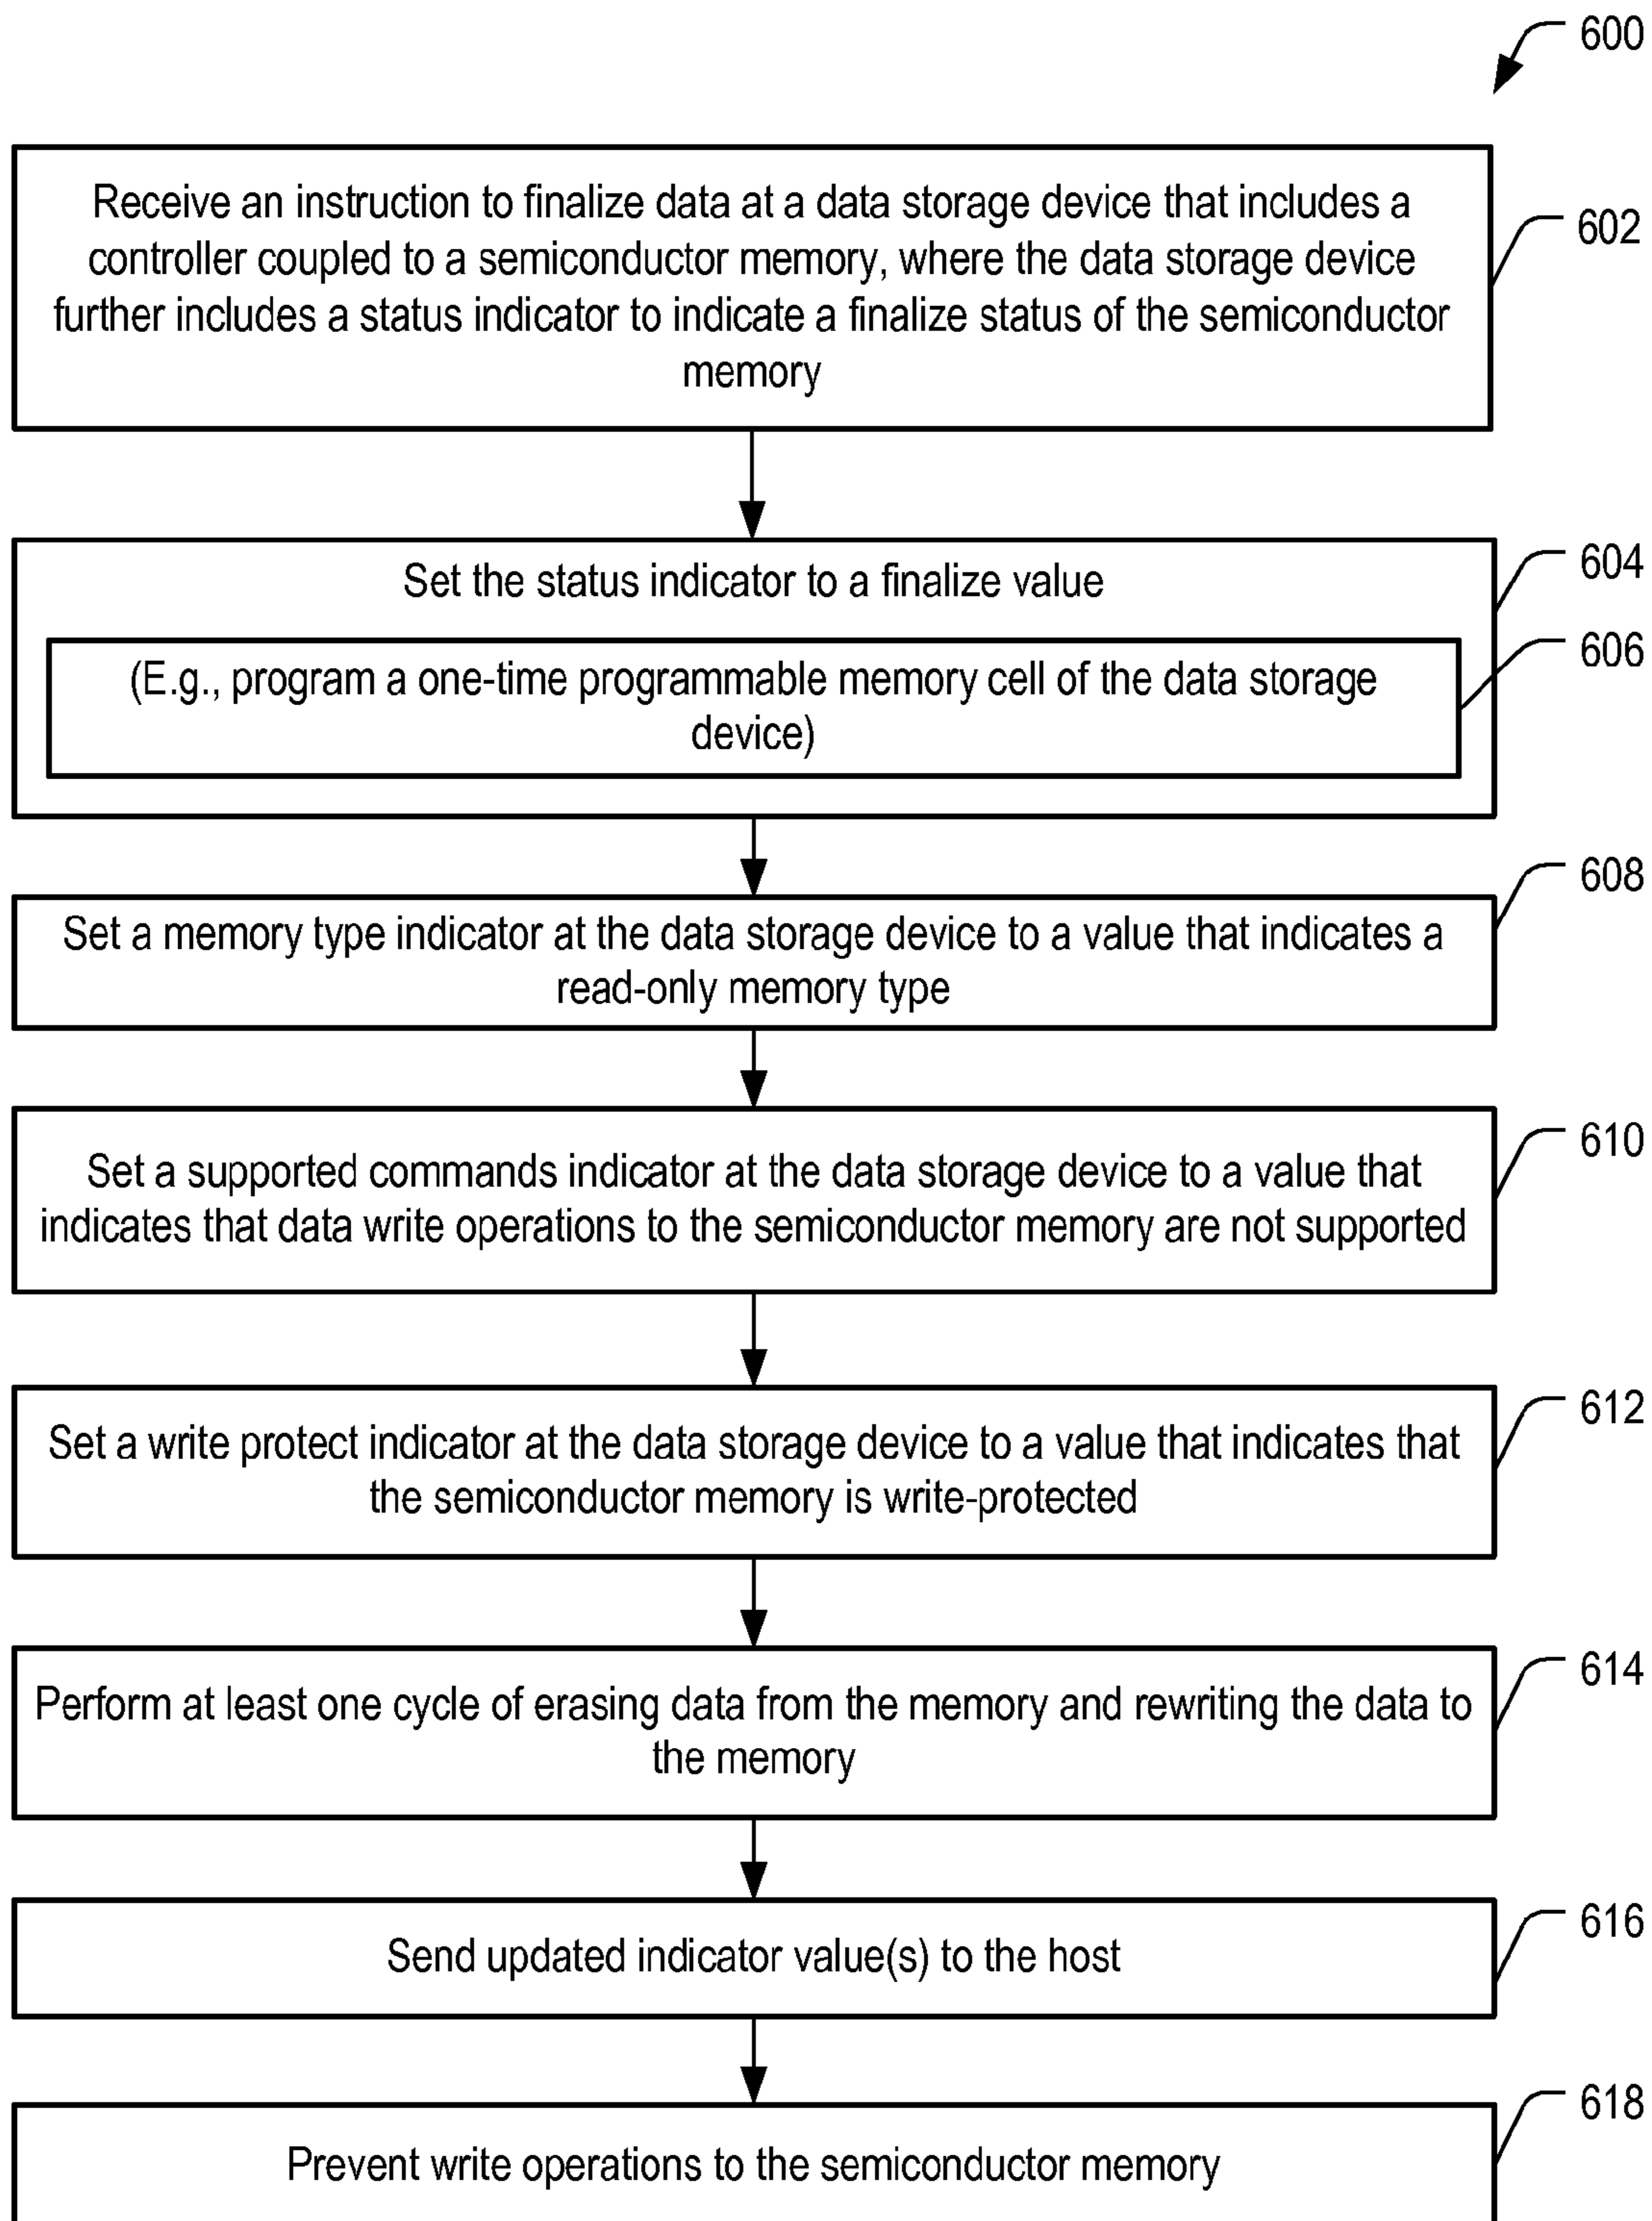 600
Receive an instruction to finalize data at a data storage device that includes a
controller coupled to a semiconductor memory, where the data storage device
further includes a status indicator to indicate a finalize status of the semiconductor
memory
602
Set the status indicator to a finalize value
604
(E.g., program a one-time programmable memory cell of the data storage
device)
606
Set a memory type indicator at the data storage device to a value that indicates a
read-only memory type
608
Set a supported commands indicator at the data storage device to a value that
indicates that data write operations to the semiconductor memory are not supported
610
Set a write protect indicator at the data storage device to a value that indicates that
the semiconductor memory is write-protected
612
Perform at least one cycle of erasing data from the memory and rewriting the data to
the memory
614
Send updated indicator value(s) to the host
616
Prevent write operations to the semiconductor memory
618